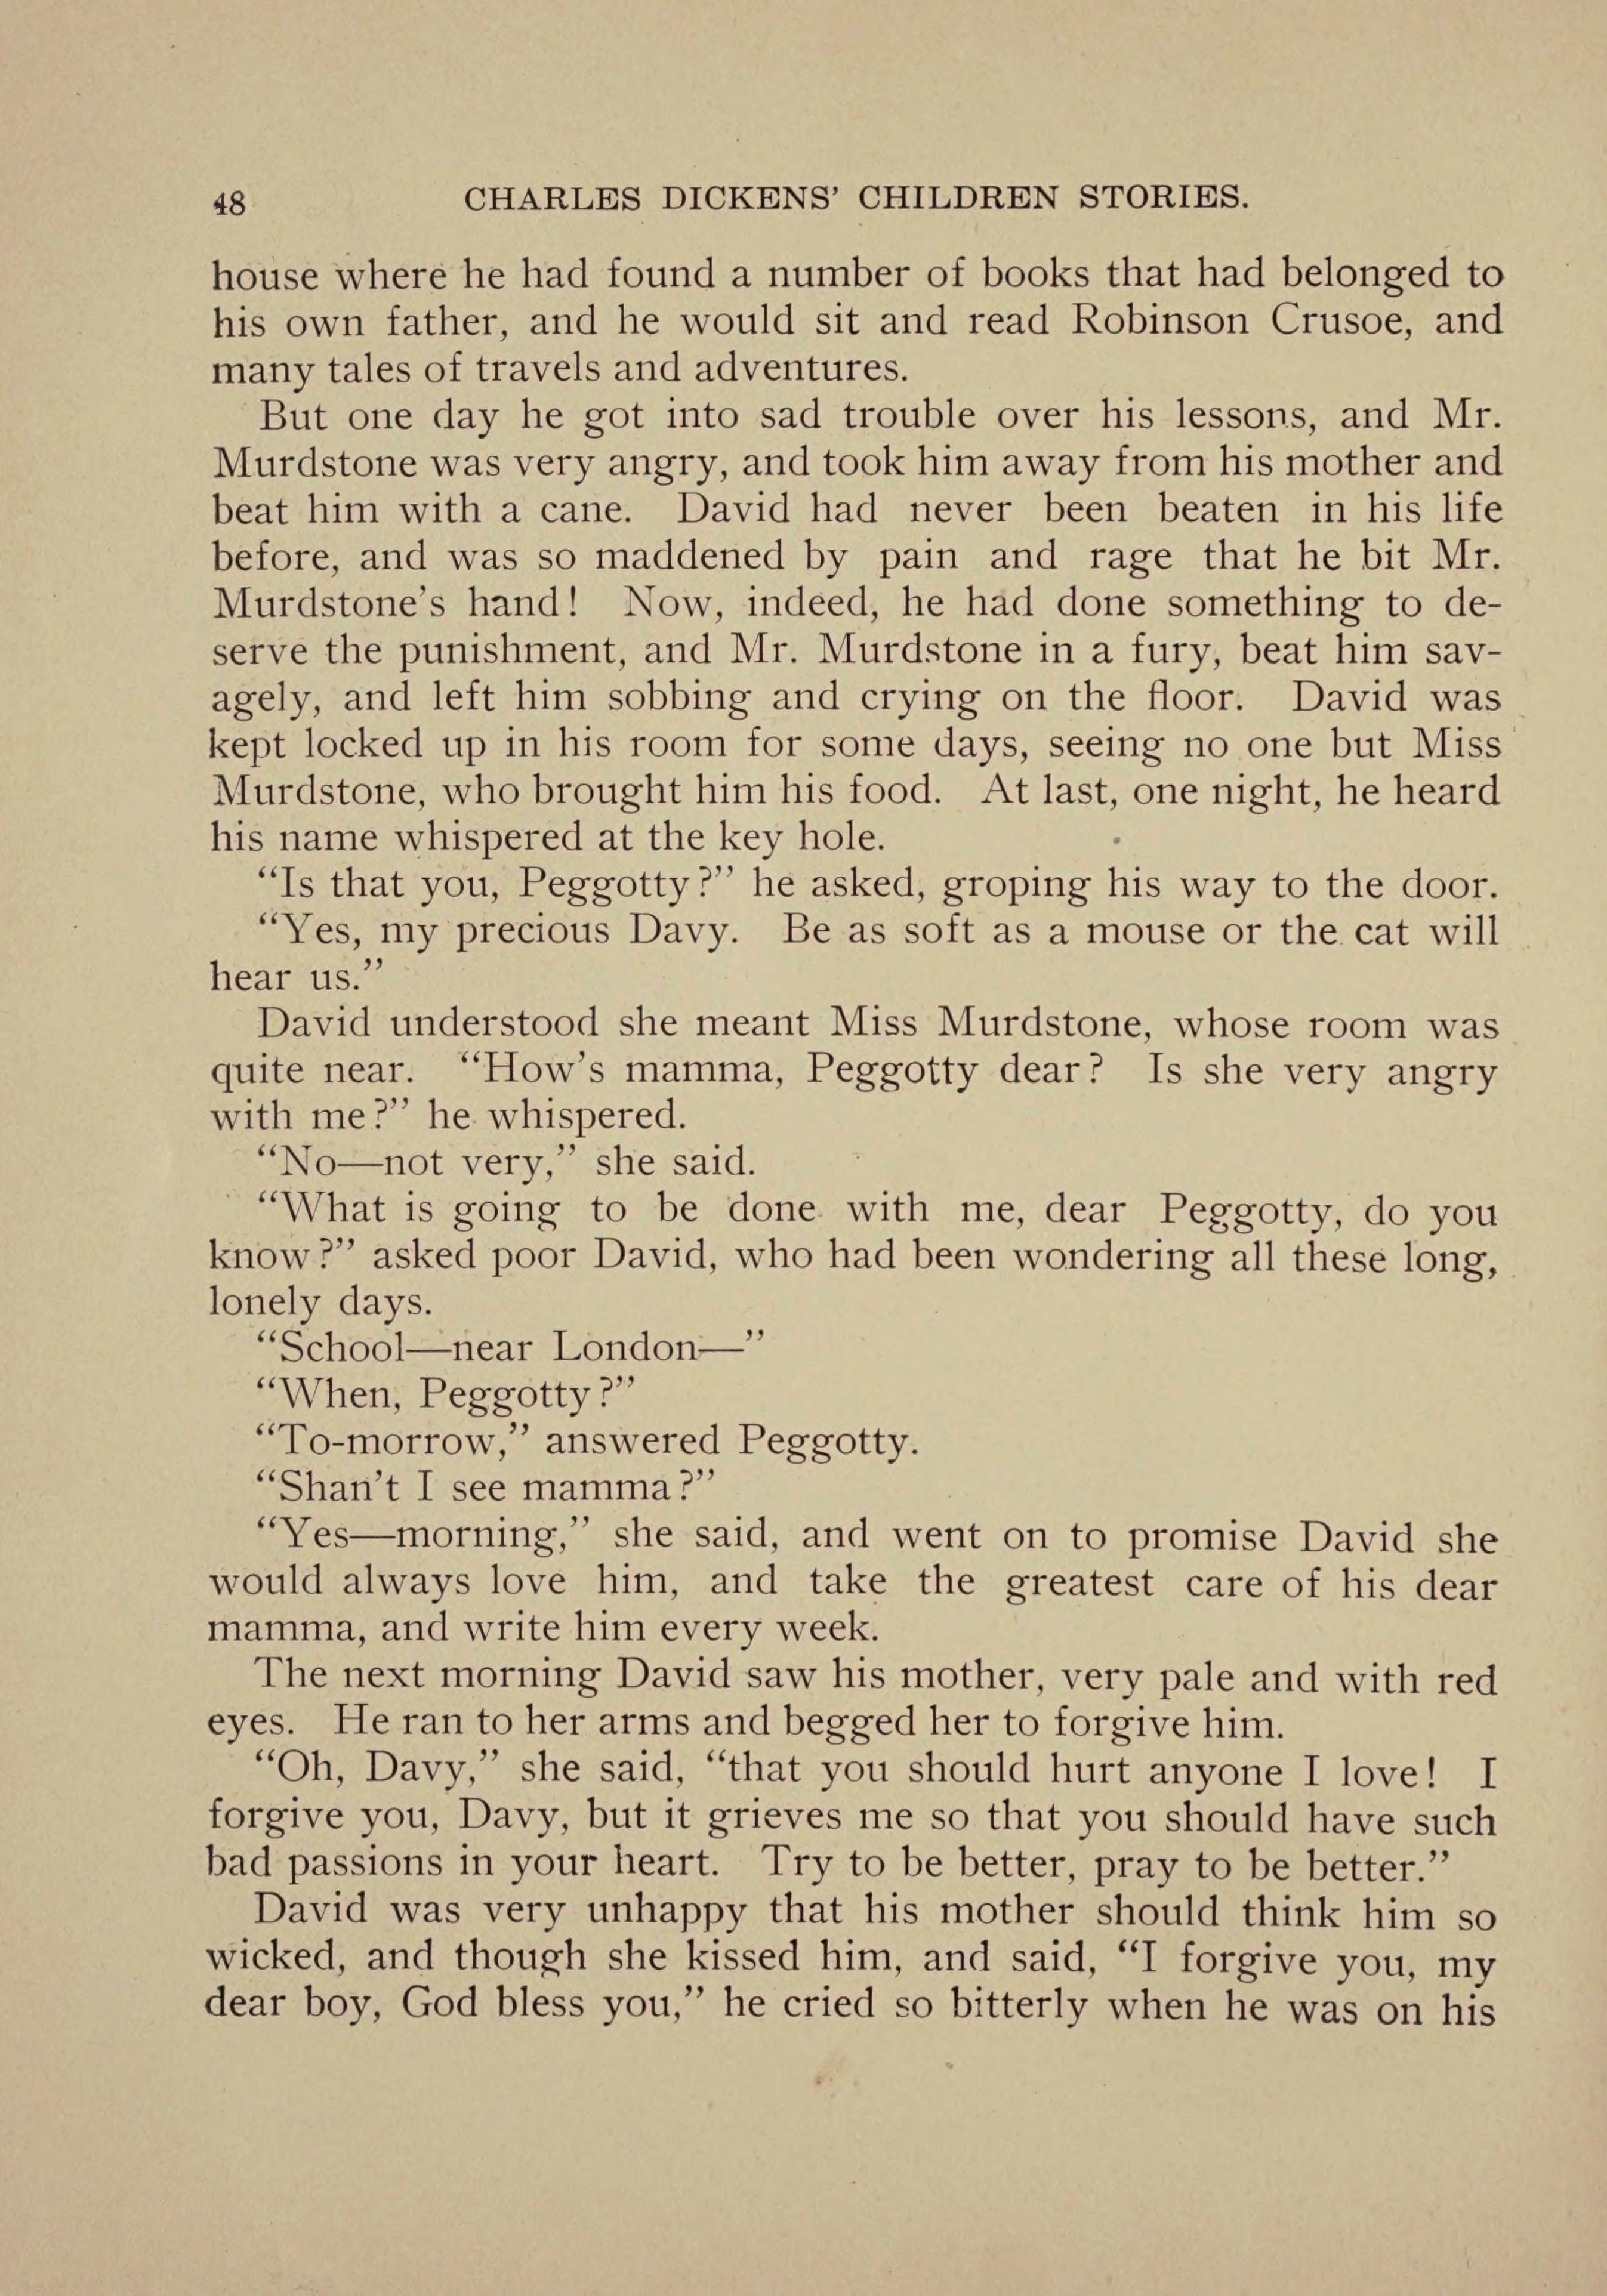 48 CHARLES DICKENS' CHILDREN STORIES.
house where he had found a number of books that had belonged to
his own father, and he would sit and read Robinson Crusoe, and
many tales of travels and adventures.
But one day he got into sad trouble over his lessons, and Mr.
Murdstone was very angry, and took him away from his mother and
beat him with a cane. David had never been beaten in his life
before, and was so maddened by pain and rage that he bit Mr.
Murdstone's hand! Now, indeed, he had done something to de-
serve the punishment, and Mr. Murdstone in a fury, beat him sav-
agely, and left him sobbing and crying on the floor. David was
kept locked up in his room for some days, seeing no one but Miss
Murdstone, who brought him his food. At last, one night, he heard
his name whispered at the key hole.
“Is that you, Peggotty?” he asked, groping his way to the door.
“Yes, my precious Davy. Be as soft as a mouse or the cat will
hear us.”
David understood she meant Miss Murdstone, whose room was
quite near. “How's mamma, Peggotty dear? Is she very angry
with me?” he whispered.
“No—not very,” she said.
“What is going to be done with me, dear Peggotty, do you
know?” asked poor David, who had been wondering all these long,
lonely days.
“School—near London—”
“When, Peggotty?”
“To-morrow,” answered Peggotty.
“Shan't I see mamma?”
“Yes—morning,” she said, and went on to promise David she
would always love him, and take the greatest care of his dear
mamma, and write him every week.
The next morning David saw his mother, very pale and with red
eyes. He ran to her arms and begged her to forgive him.
“Oh, Davy,” she said, “that you should hurt anyone I love! I
forgive you, Davy, but it grieves me so that you should have such
bad passions in your heart. Try to be better, pray to be better.”
David was very unhappy that his mother should think him so
wicked, and though she kissed him, and said, “I forgive you, my
dear boy, God bless you,” he cried so bitterly when he was on his